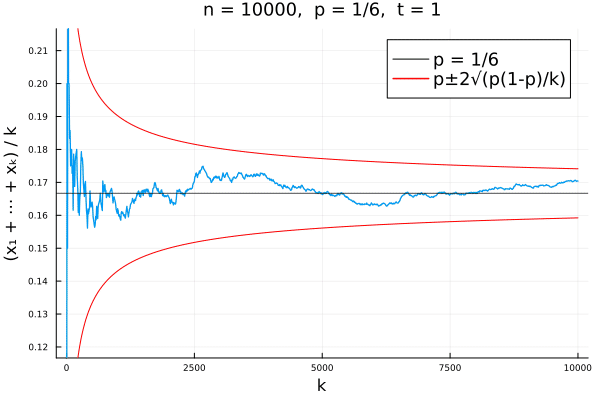 n = 10000, p = 1/6, t = 1
(x₁ + ⋯ + xₖ) / k
0.21
0.20
0.19
0.18
0.17
0.16
0.15
0.14
0.13
0.12
p = 1/6
p±2√(p(1-p)/k)
0 2500 5000 7500 10000
k